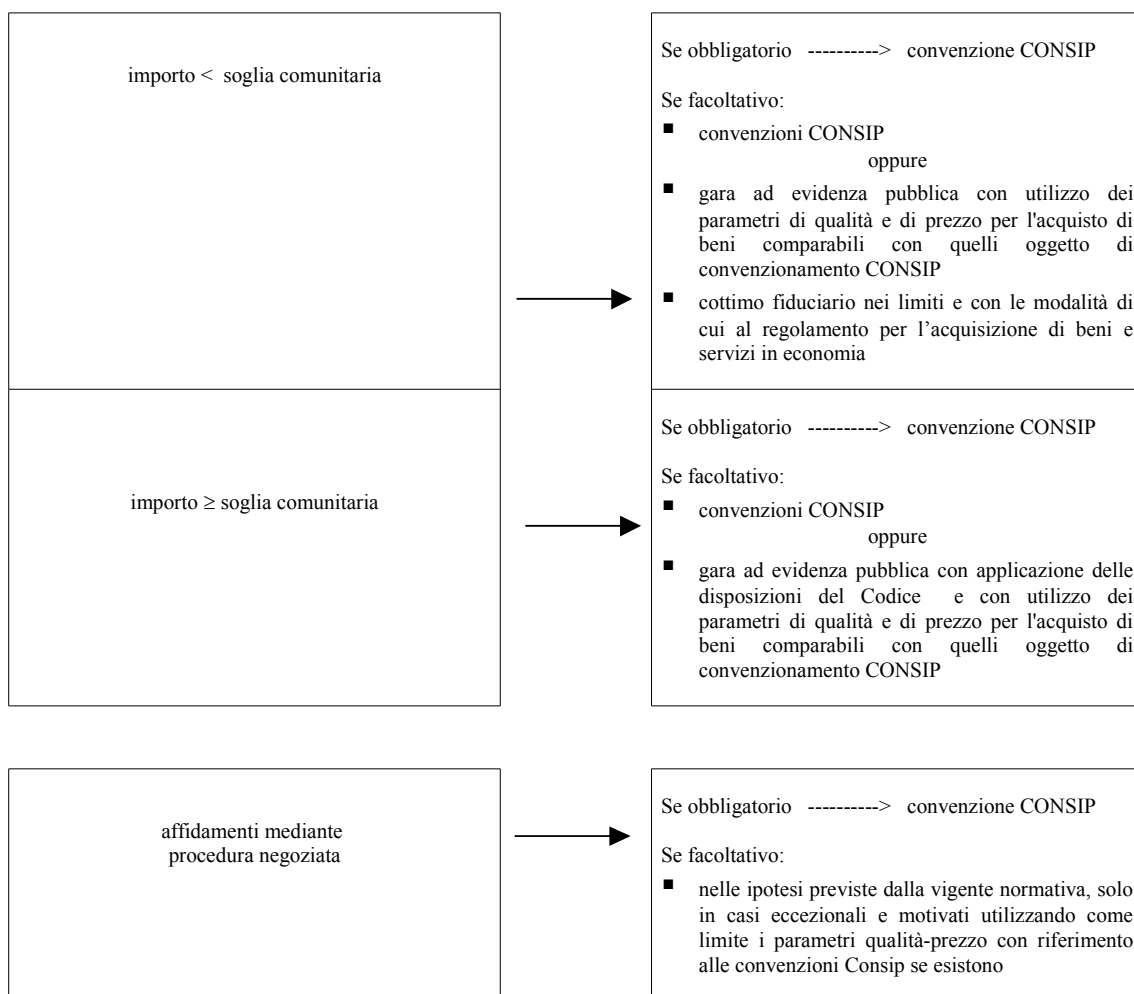 importo < soglia comunitaria
Se obbligatorio ----------> convenzione CONSIP
Se facoltativo:
▪ convenzioni CONSIP
oppure
▪ gara ad evidenza pubblica con utilizzo dei
parametri di qualità e di prezzo per l'acquisto di
beni comparabili con quelli oggetto di
convenzionamento CONSIP
▪ cottimo fiduciario nei limiti e con le modalità di
cui al regolamento per l’acquisizione di beni e
servizi in economia
importo ≥ soglia comunitaria
Se obbligatorio ----------> convenzione CONSIP
Se facoltativo:
▪ convenzioni CONSIP
oppure
▪ gara ad evidenza pubblica con applicazione delle
disposizioni del Codice e con utilizzo dei
parametri di qualità e di prezzo per l'acquisto di
beni comparabili con quelli oggetto di
convenzionamento CONSIP
affidamenti mediante
procedura negoziata
Se obbligatorio ----------> convenzione CONSIP
Se facoltativo:
▪ nelle ipotesi previste dalla vigente normativa, solo
in casi eccezionali e motivati utilizzando come
limite i parametri qualità-prezzo con riferimento
alle convenzioni Consip se esistono